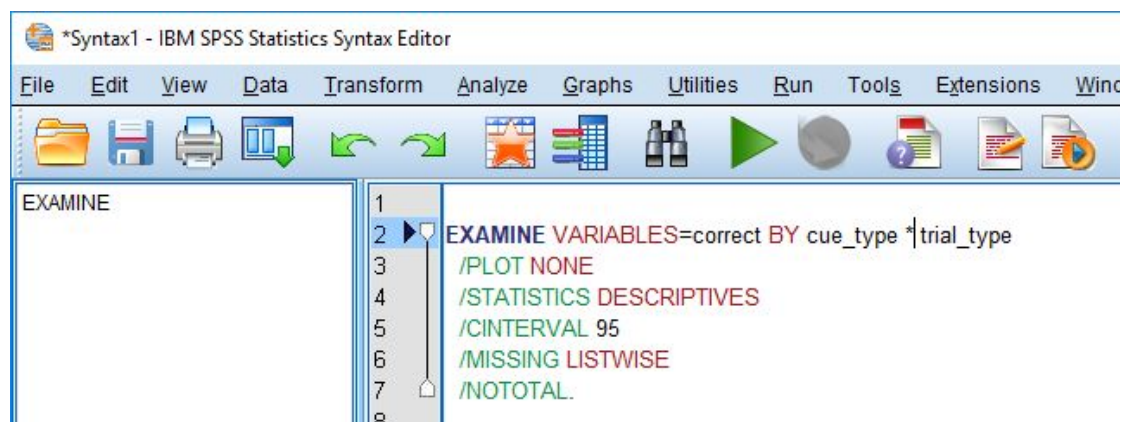 *Syntax1 - IBM SPSS Statistics Syntax Editor
File Edit View Data Transform Analyze Graphs Utilities Run Tools Extensions Winc
EXAMINE
1
2 EXAMINE VARIABLES=correct BY cue_type * trial_type
3 /PLOT NONE
4 /STATISTICS DESCRIPTIVES
5 /CINTERVAL 95
6 /MISSING LISTWISE
7 /NOTOTAL.
8